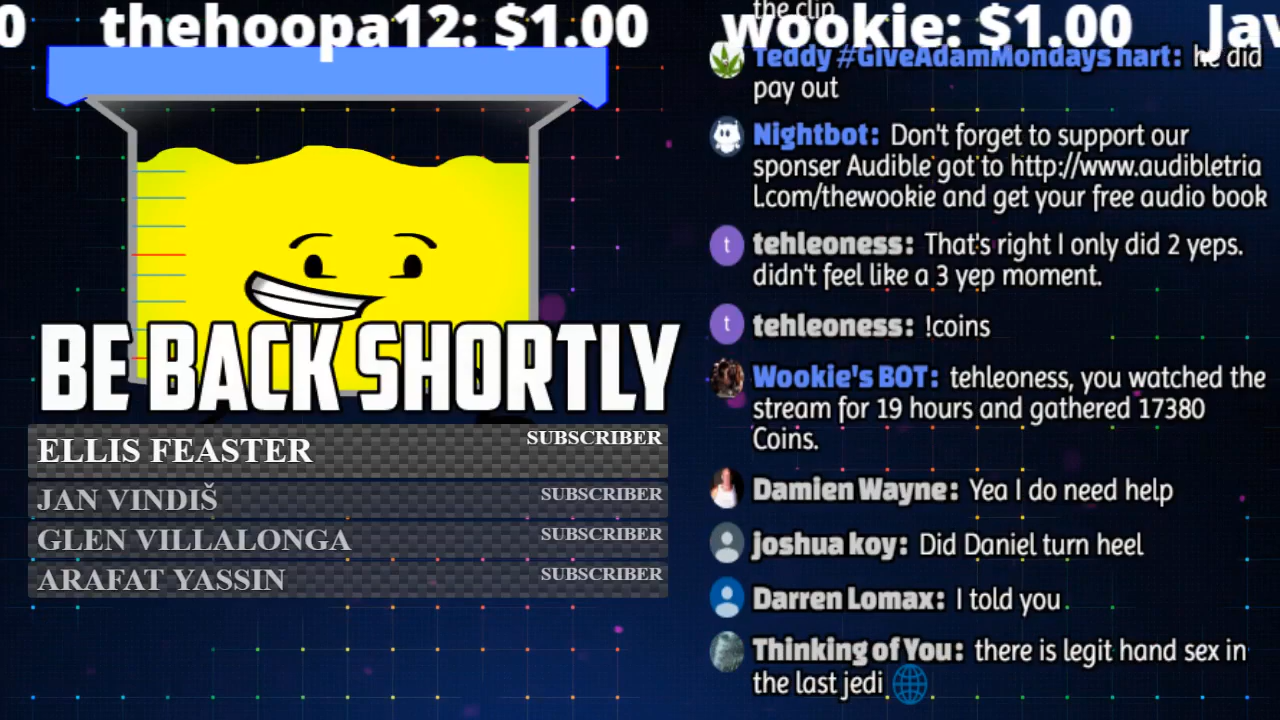 0 thehoopa12: $1.00 wookie: $1.00 Jav
BE BACK SHORTLY
ELLIS FEASTER SUBSCRIBER
JAN VINDIŠ SUBSCRIBER
GLEN VILLALONGA SUBSCRIBER
ARAFAT YASSIN SUBSCRIBER
the clip
Teddy #GiveAdamMondays hart: he did
pay out
Nightbot: Don't forget to support our
sponser Audible got to http://www.audibletria
l.com/thewookie and get your free audio book
t tehleoness: That's right I only did 2 yeps.
didn't feel like a 3 yep moment.
t tehleoness: !coins
Wookie's BOT: tehleoness, you watched the
stream for 19 hours and gathered 17380
Coins.
Damien Wayne: Yea I do need help
joshua koy: Did Daniel turn heel
Darren Lomax: I told you
Thinking of You: there is legit hand sex in
the last jedi